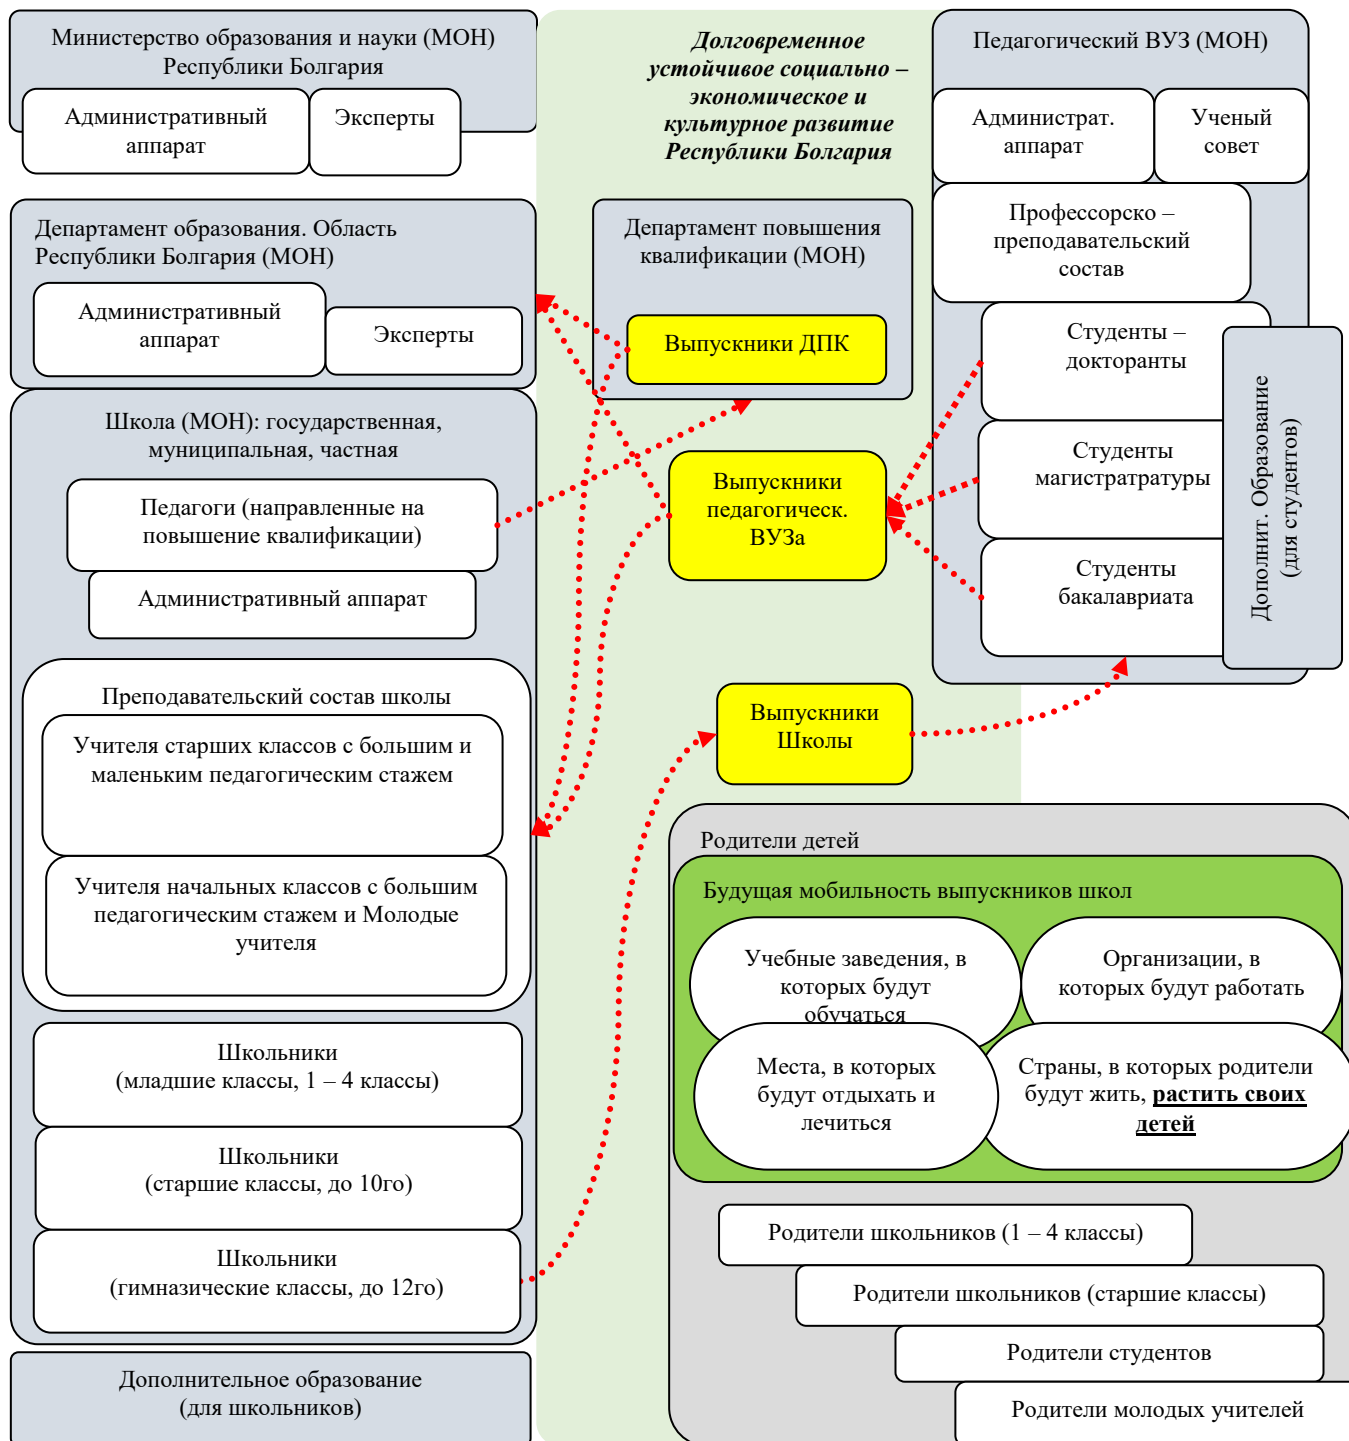 Министерство образования и науки (МОН)
Республики Болгария
Административный
аппарат
Эксперты
Долговременное
устойчивое социально –
экономическое и
культурное развитие
Республики Болгария
Педагогический ВУЗ (МОН)
Администрат.
аппарат
Ученый
совет
Профессорско –
преподавательский
состав
Студенты –
докторанты
Студенты
магистратратуры
Студенты
бакалавриата
Дополнит. Образование
(для студентов)
Департамент образования. Область
Республики Болгария (МОН)
Административный
аппарат
Эксперты
Департамент повышения
квалификации (МОН)
Выпускники ДПК
Школа (МОН): государственная,
муниципальная, частная
Педагоги (направленные на
повышение квалификации)
Административный аппарат
Выпускники
педагогическ.
ВУЗа
Преподавательский состав школы
Учителя старших классов с большим и
маленьким педагогическим стажем
Учителя начальных классов с большим
педагогическим стажем и Молодые
учителя
Выпускники
Школы
Школьники
(младшие классы, 1 – 4 классы)
Школьники
(старшие классы, до 10го)
Школьники
(гимназические классы, до 12го)
Дополнительное образование
(для школьников)
Родители детей
Будущая мобильность выпускников школ
Учебные заведения, в
которых будут
обучаться
Организации, в
которых будут работать
Места, в которых
будут отдыхать и
лечиться
Страны, в которых родители
будут жить, растить своих
детей
Родители школьников (1 – 4 классы)
Родители школьников (старшие классы)
Родители студентов
Родители молодых учителей